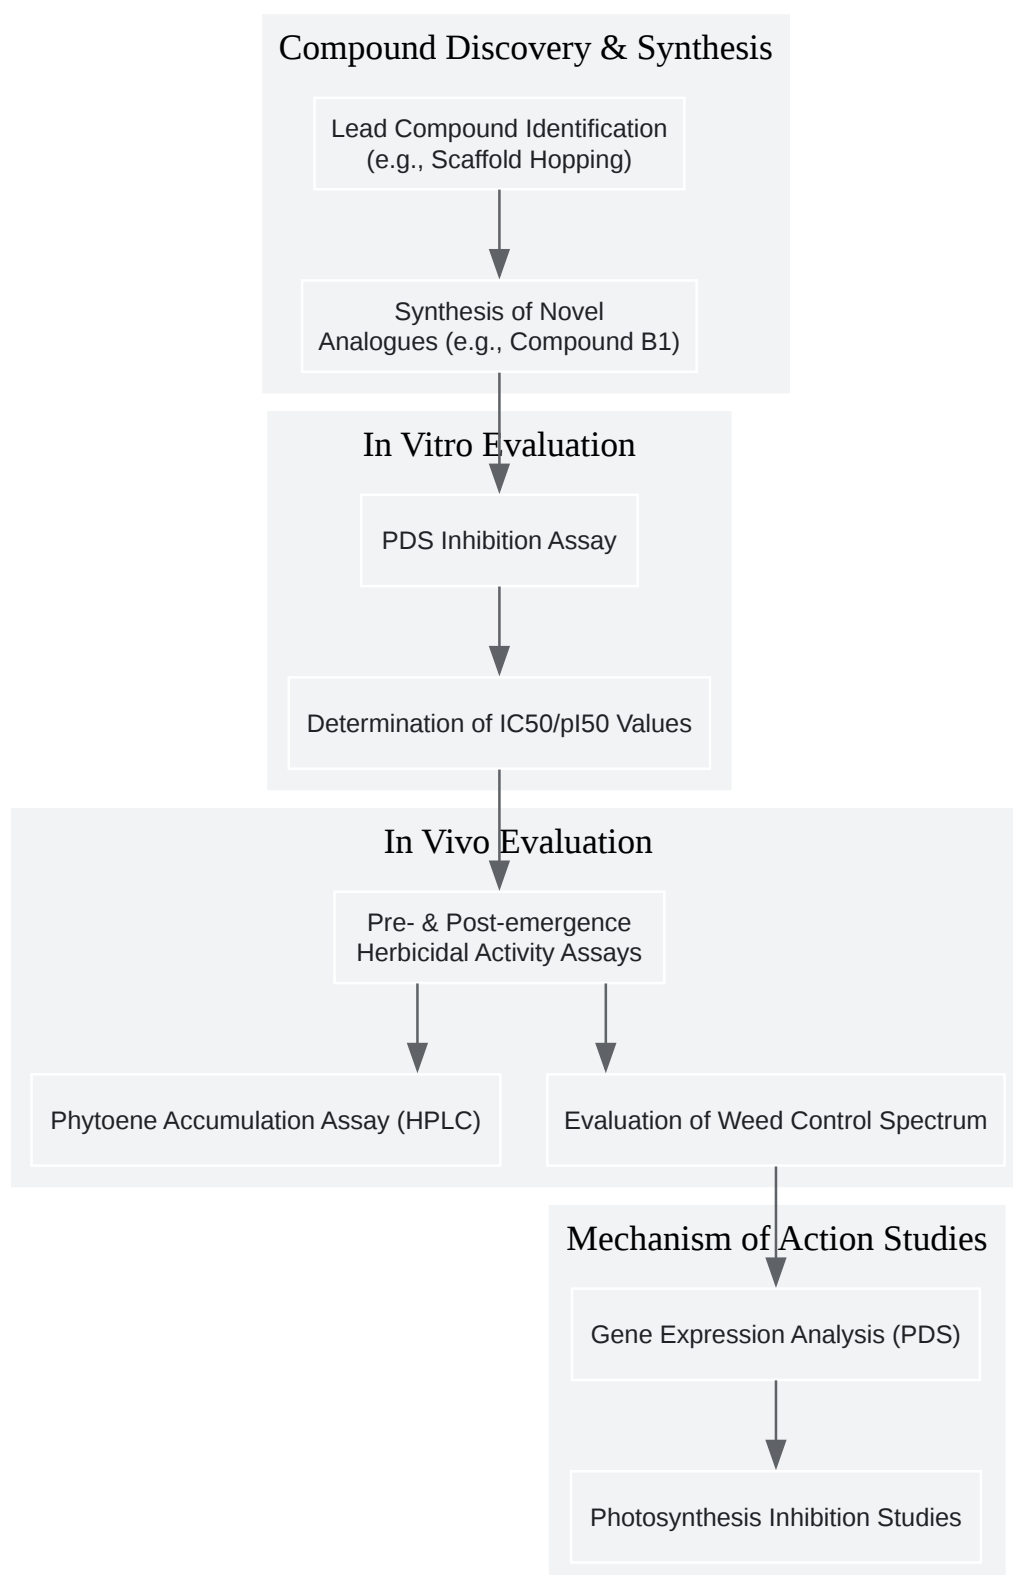 Compound Discovery & Synthesis
Lead Compound Identification
(e.g., Scaffold Hopping)
Synthesis of Novel
Analogues (e.g., Compound B1)
In Vitro Evaluation
PDS Inhibition Assay
Determination of IC50/pI50 Values
In Vivo Evaluation
Pre- & Post-emergence
Herbicidal Activity Assays
Phytoene Accumulation Assay (HPLC)
Evaluation of Weed Control Spectrum
Mechanism of Action Studies
Gene Expression Analysis (PDS)
Photosynthesis Inhibition Studies